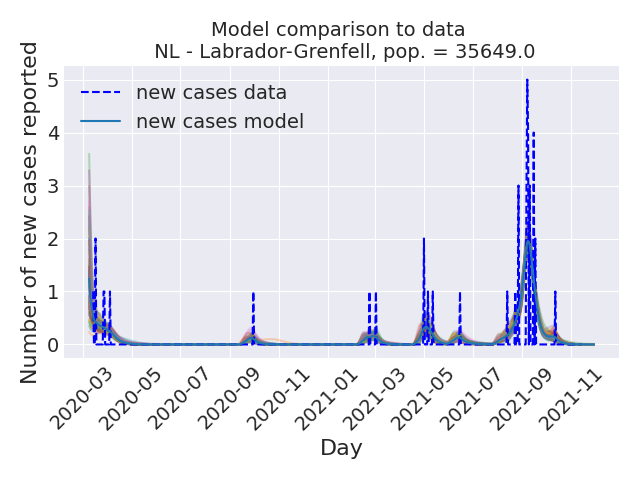 Model comparison to data
NL - Labrador-Grenfell, pop. = 35649.0
Number of new cases reported
5
4
3
2
1
0
new cases data
new cases model
2020-03
2020-05
2020-07
2020-09
2020-11
2021-01
2021-03
2021-05
2021-07
2021-09
2021-11
Day